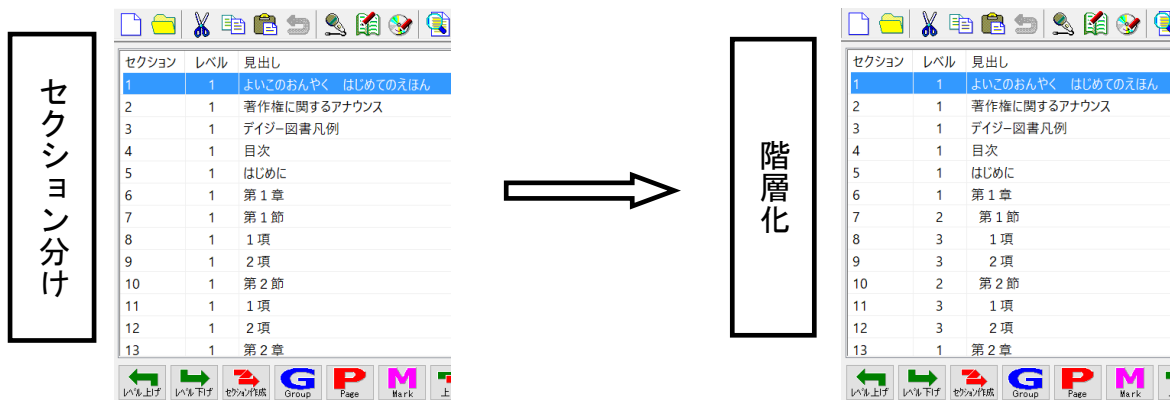 セクション分け
セクション レベル 見出し
1 1 よいこのおんやく はじめてのえほん
2 1 著作権に関するアナウンス
3 1 デイジー図書凡例
4 1 目次
5 1 はじめに
6 1 第1章
7 1 第1節
8 1 1項
9 1 2項
10 1 第2節
11 1 1項
12 1 2項
13 1 第2章
レベル上げ レベル下げ セクション作成 G Group P Page M Mark 上
階層化
セクション レベル 見出し
1 1 よいこのおんやく はじめてのえほん
2 1 著作権に関するアナウンス
3 1 デイジー図書凡例
4 1 目次
5 1 はじめに
6 1 第1章
7 2 第1節
8 3 1項
9 3 2項
10 2 第2節
11 3 1項
12 3 2項
13 1 第2章
レベル上げ レベル下げ セクション作成 G Group P Page M Mark